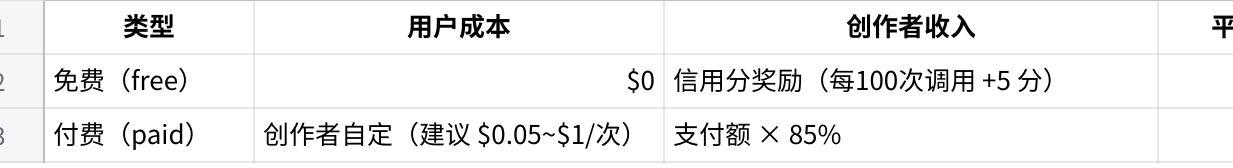 类型 用户成本 创作者收入
2 免费（free） $0 信用分奖励（每100次调用 +5 分）
付费（paid） 创作者自定（建议 $0.05~$1/次） 支付额 × 85%